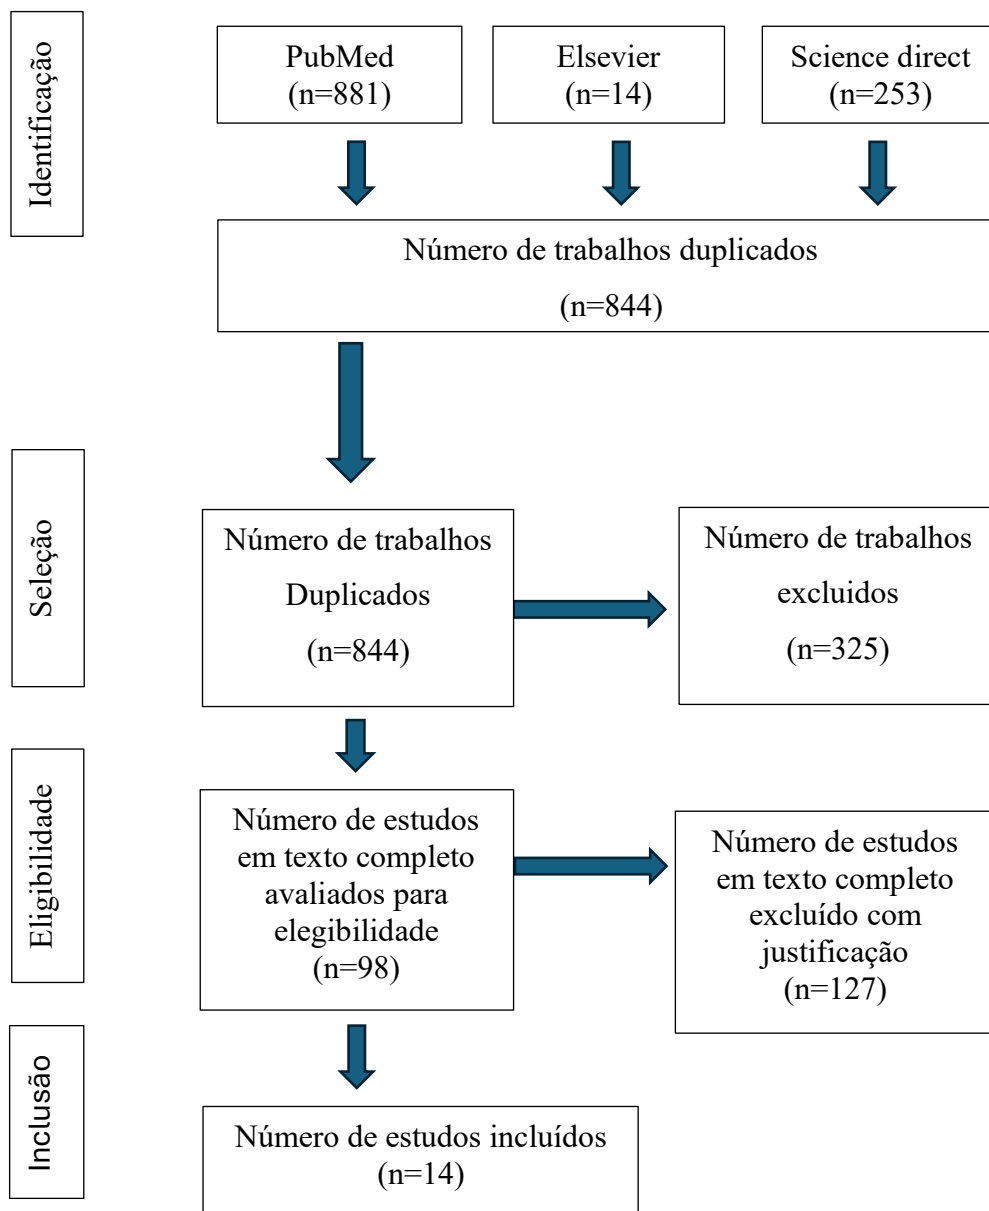 Identificação
PubMed
(n=881)
Elsevier
(n=14)
Science direct
(n=253)
Número de trabalhos duplicados
(n=844)
Seleção
Número de trabalhos
Duplicados
(n=844)
Número de trabalhos
excluidos
(n=325)
Eligibilidade
Número de estudos
em texto completo
avaliados para
elegibilidade
(n=98)
Número de estudos
em texto completo
excluído com
justificação
(n=127)
Inclusão
Número de estudos incluídos
(n=14)